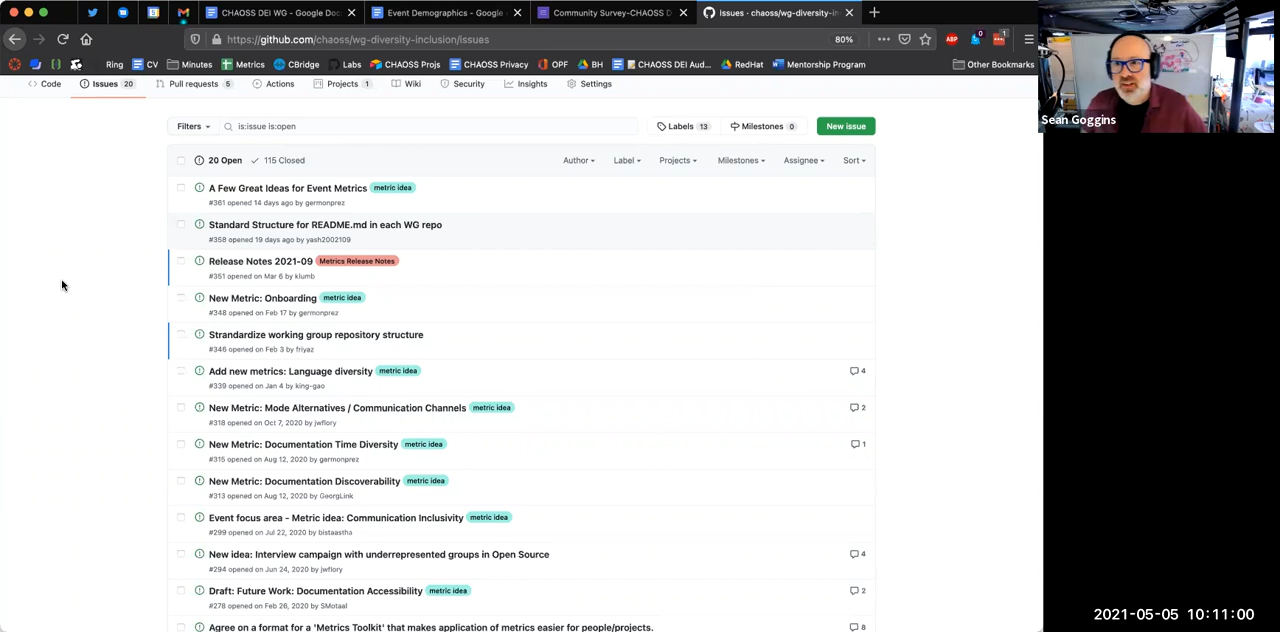 CHAOSS DEI WG - Google Doc
Event Demographics - Google
Community Survey-CHAOSS D
Issues · chaoss/wg-diversity-in
https://github.com/chaoss/wg-diversity-inclusion/issues
80%
ABP
0
1
Ring
CV
Minutes
Metrics
CBridge
Labs
CHAOSS Projs
CHAOSS Privacy
OPF
BH
CHAOSS DEI Aud...
RedHat
Mentorship Program
Other Bookmarks
Code
Issues 20
Pull requests 5
Actions
Projects 1
Wiki
Security
Insights
Settings
Sean Goggins
Filters
is:issue is:open
Labels 13
Milestones 0
New issue
20 Open
115 Closed
Author
Label
Projects
Milestones
Assignee
Sort
A Few Great Ideas for Event Metrics metric idea
#361 opened 14 days ago by germonprez
Standard Structure for README.md in each WG repo
#358 opened 19 days ago by yash2002109
Release Notes 2021-09 Metrics Release Notes
#351 opened on Mar 6 by klumb
New Metric: Onboarding metric idea
#348 opened on Feb 17 by germonprez
Strandardize working group repository structure
#346 opened on Feb 3 by friyaz
Add new metrics: Language diversity metric idea 4
#339 opened on Jan 4 by king-gao
New Metric: Mode Alternatives / Communication Channels metric idea 2
#318 opened on Oct 7, 2020 by jwflory
New Metric: Documentation Time Diversity metric idea 1
#315 opened on Aug 12, 2020 by germonprez
New Metric: Documentation Discoverability metric idea
#313 opened on Aug 12, 2020 by GeorgLink
Event focus area - Metric idea: Communication Inclusivity metric idea
#299 opened on Jul 22, 2020 by bistaastha
New idea: Interview campaign with underrepresented groups in Open Source 4
#294 opened on Jun 24, 2020 by jwflory
Draft: Future Work: Documentation Accessibility metric idea 2
#278 opened on Feb 26, 2020 by SMotaal
Agree on a format for a 'Metrics Toolkit' that makes application of metrics easier for people/projects. 8
2021-05-05 10:11:00